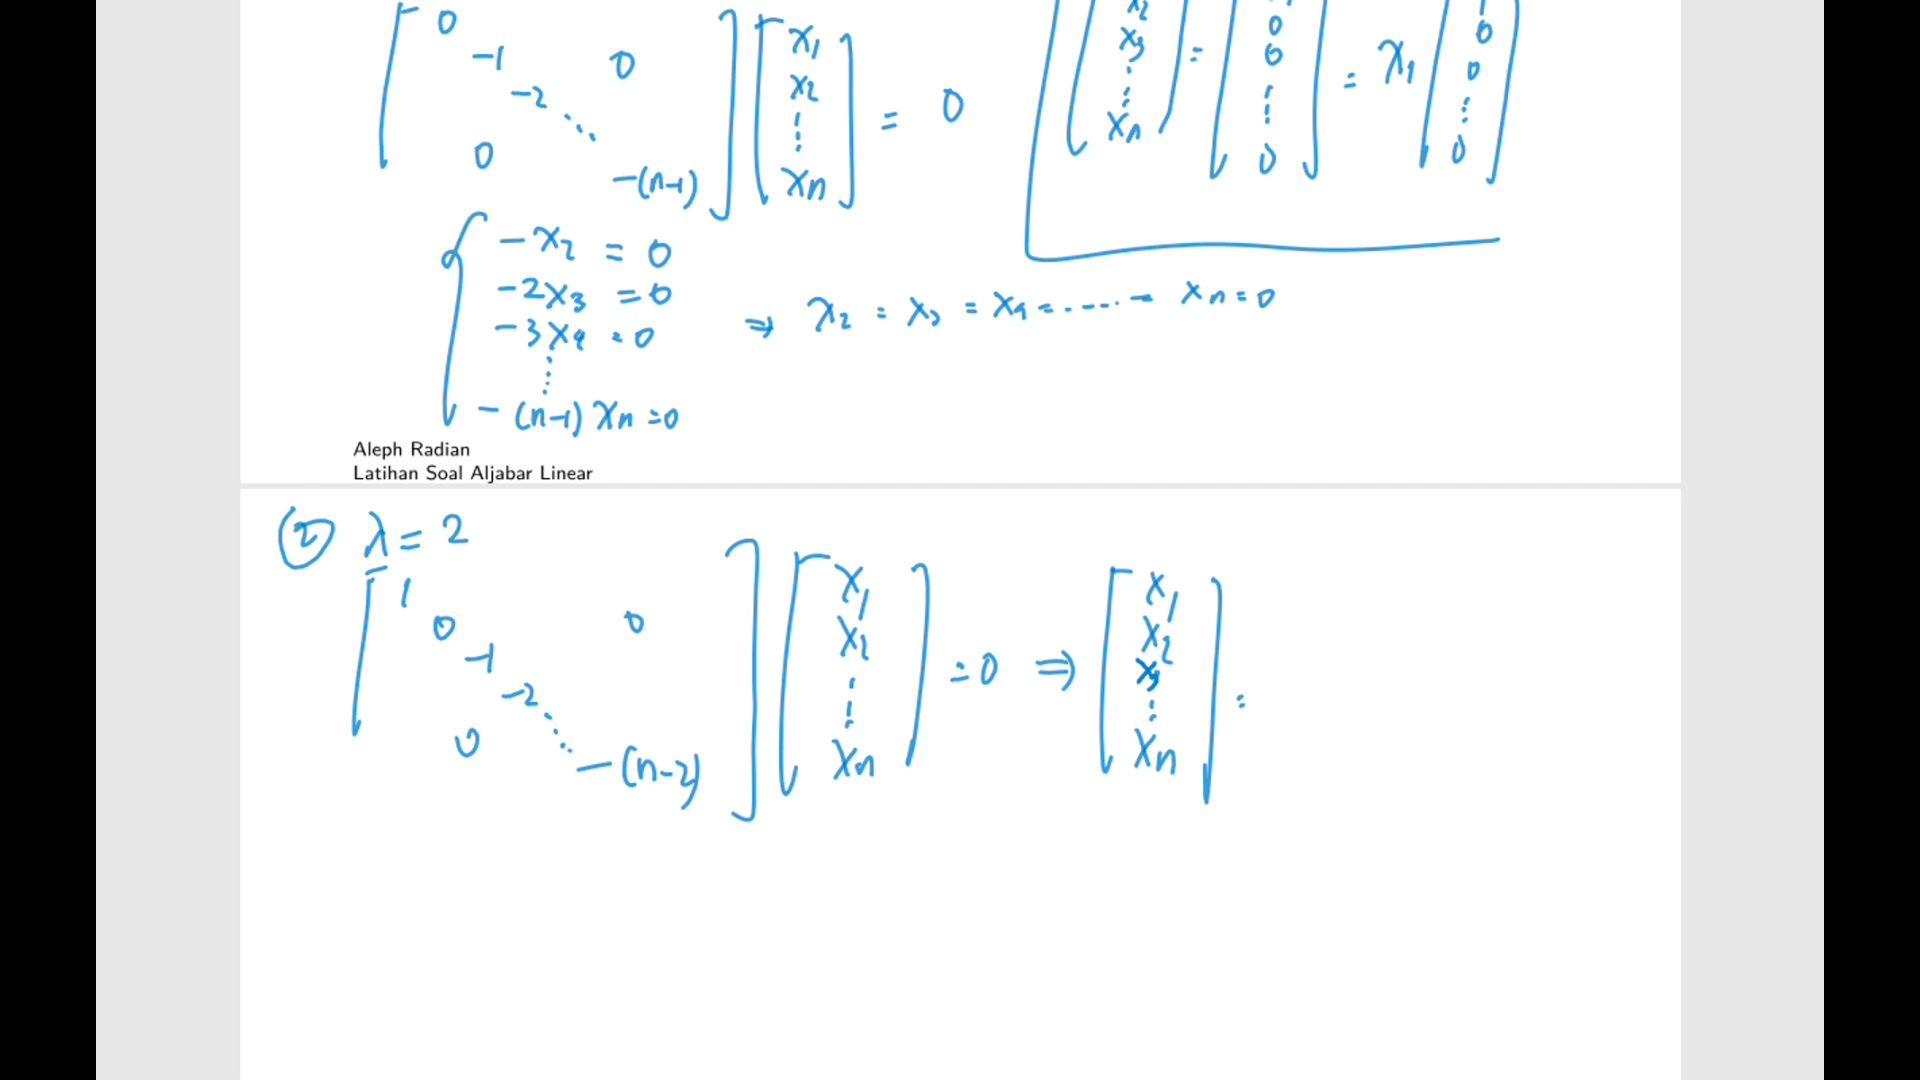 [ 0 -1 -2 ⋱ -(n-1) 0 0 ] [ x1 x2 ⋮ xn ] = 0
[ x2 x3 ⋮ xn ] = [ 0 0 ⋮ 0 ] = x1 [ 0 0 ⋮ 0 ]
-x2 = 0
-2x3 = 0
-3x4 = 0
⋮
-(n-1) xn = 0
⇒ x2 = x3 = x4 = ...... = xn = 0
Aleph Radian
Latihan Soal Aljabar Linear
② λ = 2
[ 1 0 -1 -2 ⋱ -(n-2) 0 0 ] [ x1 x2 ⋮ xn ] = 0 ⇒ [ x1 x2 x3 ⋮ xn ] =